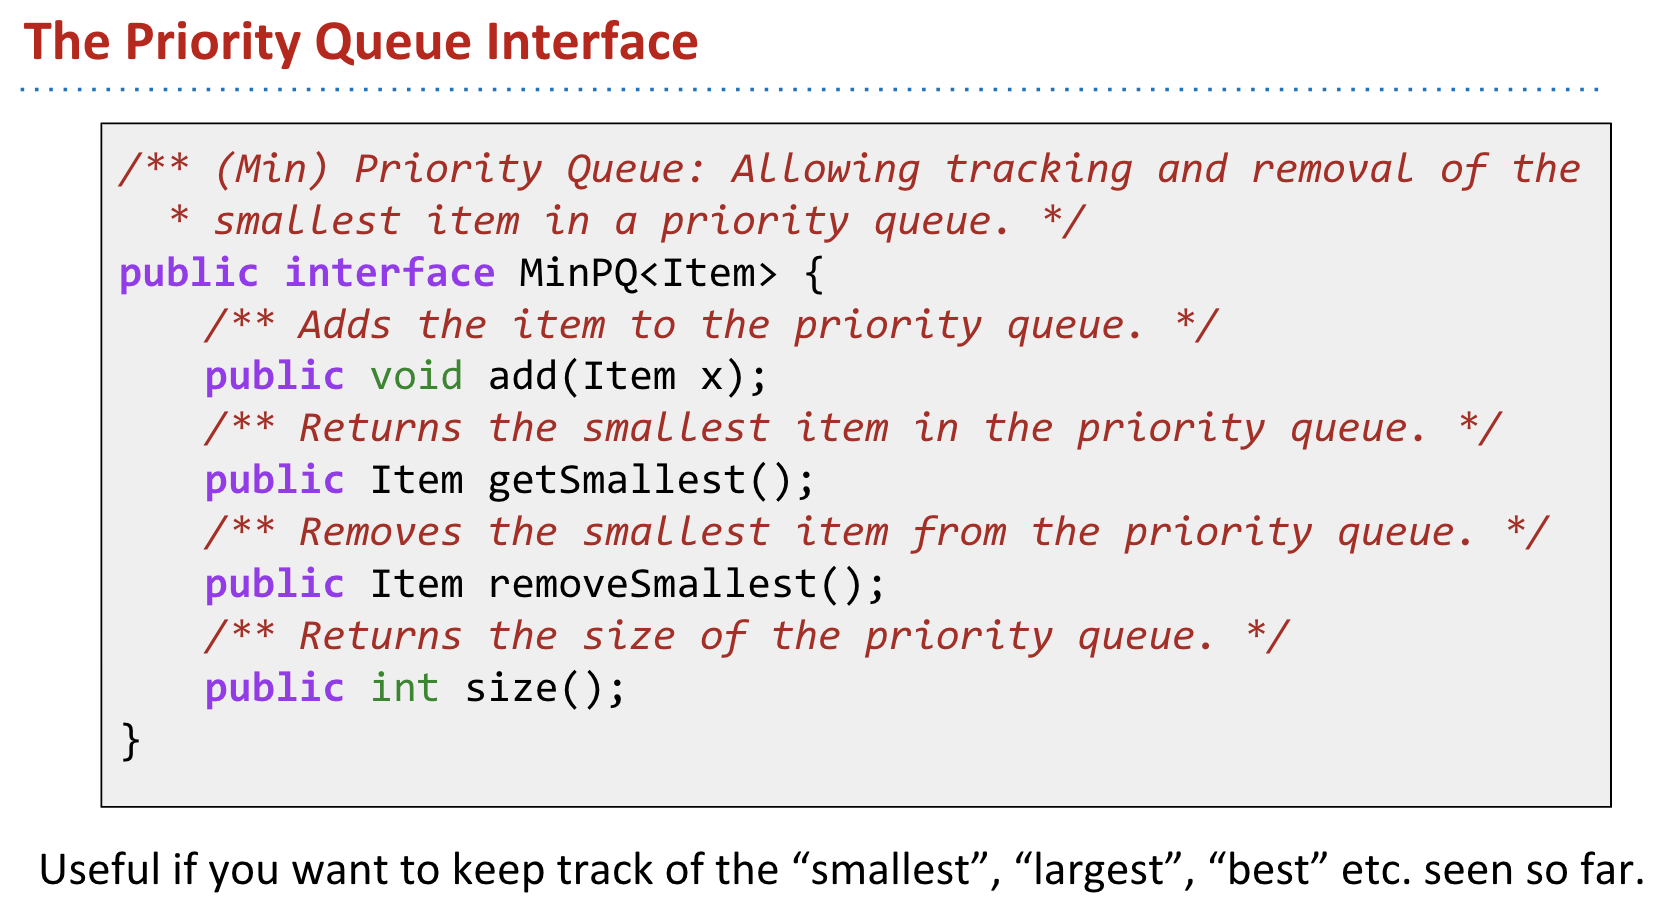 The Priority Queue Interface
/** (Min) Priority Queue: Allowing tracking and removal of the
  * smallest item in a priority queue. */
public interface MinPQ<Item> {
    /** Adds the item to the priority queue. */
    public void add(Item x);
    /** Returns the smallest item in the priority queue. */
    public Item getSmallest();
    /** Removes the smallest item from the priority queue. */
    public Item removeSmallest();
    /** Returns the size of the priority queue. */
    public int size();
}
Useful if you want to keep track of the “smallest”, “largest”, “best” etc. seen so far.